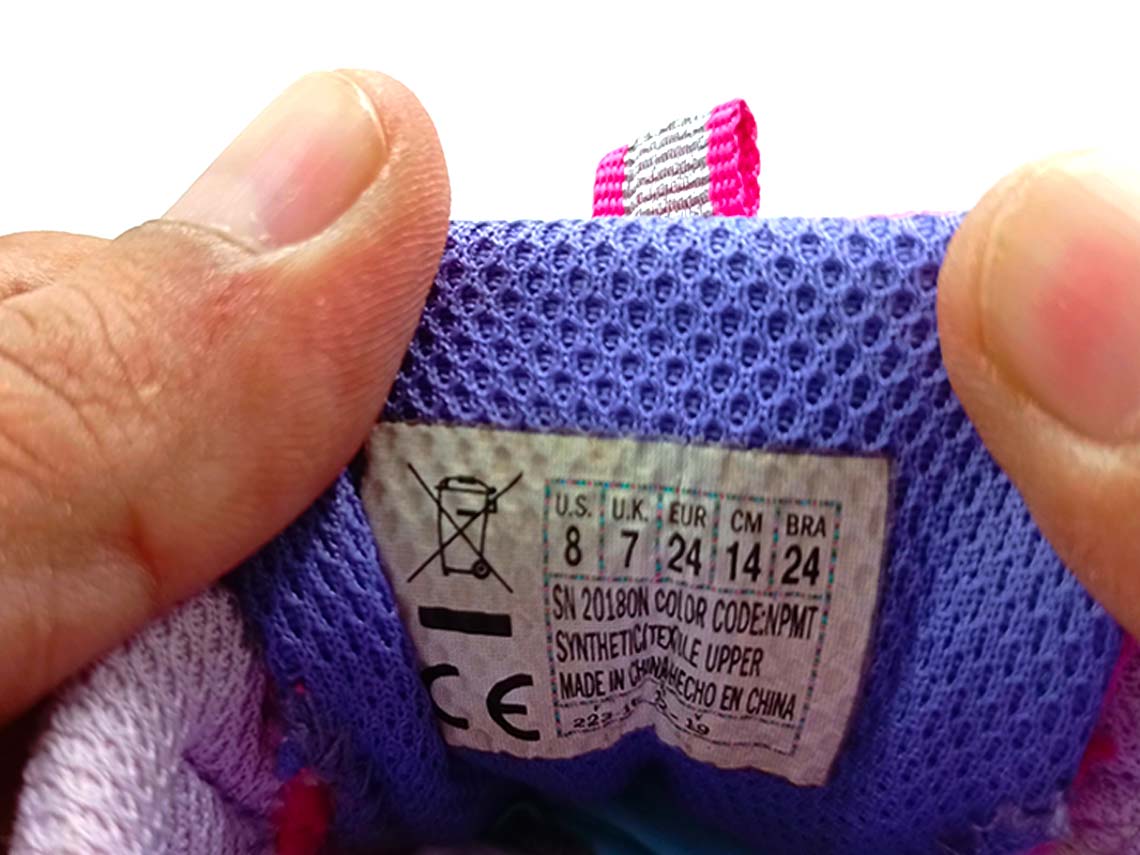 U.S. U.K. EUR CM BRA
8 7 24 14 24
SN 20180N COLOR CODE:NPMT
SYNTHETIC/TEXTILE UPPER
MADE IN CHINA/HECHO EN CHINA
CE